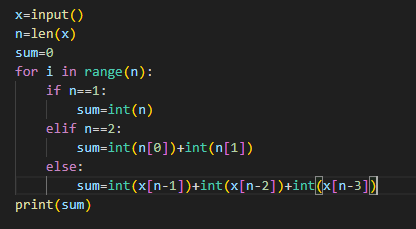 x=input()
n=len(x)
sum=0
for i in range(n):
    if n==1:
        sum=int(n)
    elif n==2:
        sum=int(n[0])+int(n[1])
    else:
        sum=int(x[n-1])+int(x[n-2])+int(x[n-3])
print(sum)